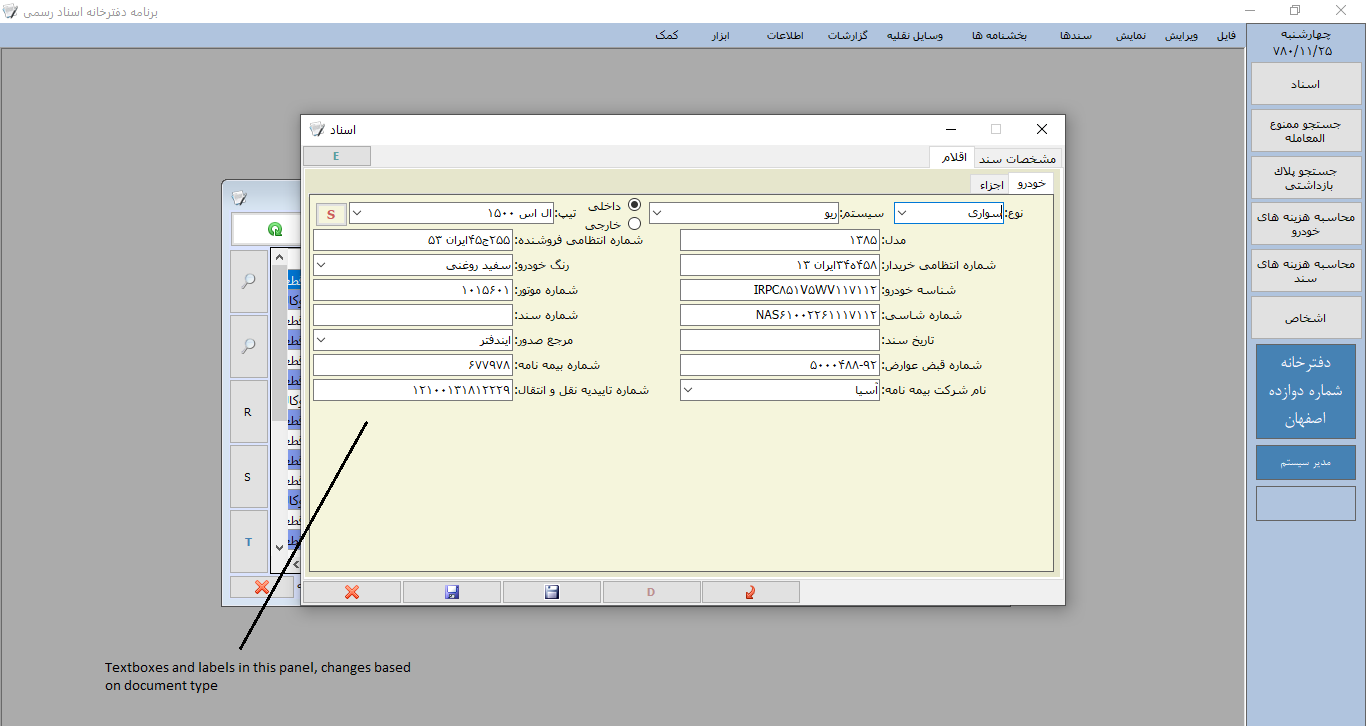 برنامه دفترخانه اسناد رسمی
فایل ویرایش نمایش سندها بخشنامه ها وسایل نقلیه گزارشات اطلاعات ابزار کمک
چهارشنبه
۷۸۰/۱۱/۲۵
اسناد
جستجو ممنوع
المعامله
جستجو پلاک
بازداشتی
محاسبه هزینه های
خودرو
محاسبه هزینه های
سند
اشخاص
دفترخانه
شماره دوازده
اصفهان
مدیر سیستم
اسناد
مشخصات سند اقلام E
خودرو اجزاء
نوع: سواری سیستم: ریو داخلی تیپ: ال اس ۱۵۰۰ S
خارجی
مدل: ۱۳۸۵ شماره انتظامی فروشنده: ۲۵۵ج۴۵ایران ۵۳
شماره انتظامی خریدار: ۴۵۸ه۳۴ایران ۱۳ رنگ خودرو: سفید روغنی
شناسه خودرو: IRPC۸۵۱V۵WV۱۱۷۱۱۲ شماره موتور: ۱۰۱۵۶۰۱
شماره شاسی: NAS۶۱۰۰۲۲۶۱۱۱۷۱۱۲ شماره سند:
تاریخ سند: مرجع صدور: ایندفتر
شماره قبض عوارض: ۵۰۰۰۴۸۸-۹۲ شماره بیمه نامه: ۶۷۷۹۷۸
نام شرکت بیمه نامه: آسیا شماره تاییدیه نقل و انتقال: ۱۲۱۰۰۱۳۱۸۱۲۲۲۹
D
R
S
T
Textboxes and labels in this panel, changes based
on document type